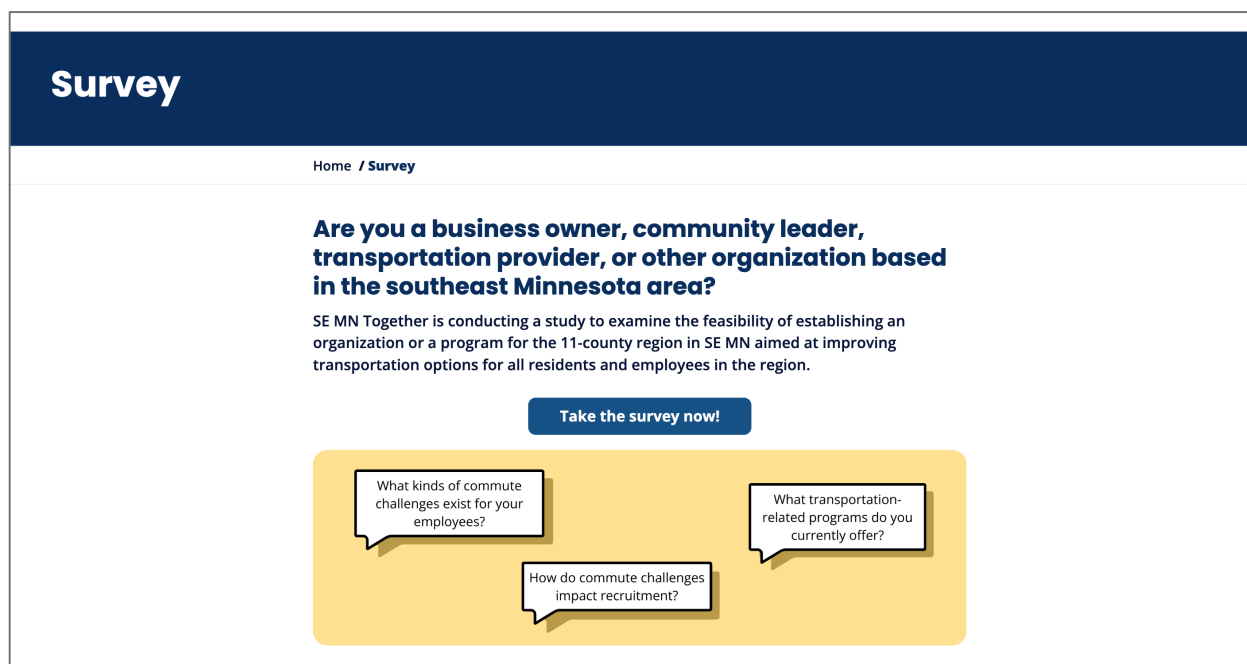 Survey
Home / Survey
Are you a business owner, community leader,
transportation provider, or other organization based
in the southeast Minnesota area?
SE MN Together is conducting a study to examine the feasibility of establishing an
organization or a program for the 11-county region in SE MN aimed at improving
transportation options for all residents and employees in the region.
Take the survey now!
What kinds of commute
challenges exist for your
employees?
What transportation-
related programs do you
currently offer?
How do commute challenges
impact recruitment?